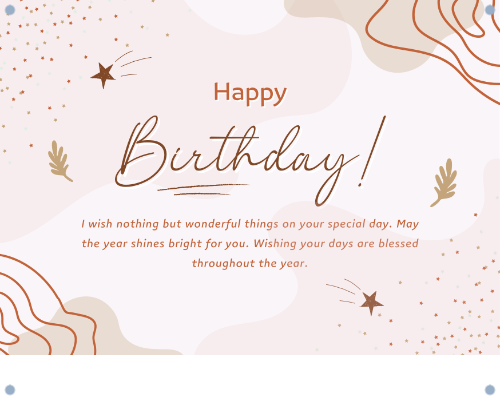 Happy
Birthday!
I wish nothing but wonderful things on your special day. May
the year shines bright for you. Wishing your days are blessed
throughout the year.